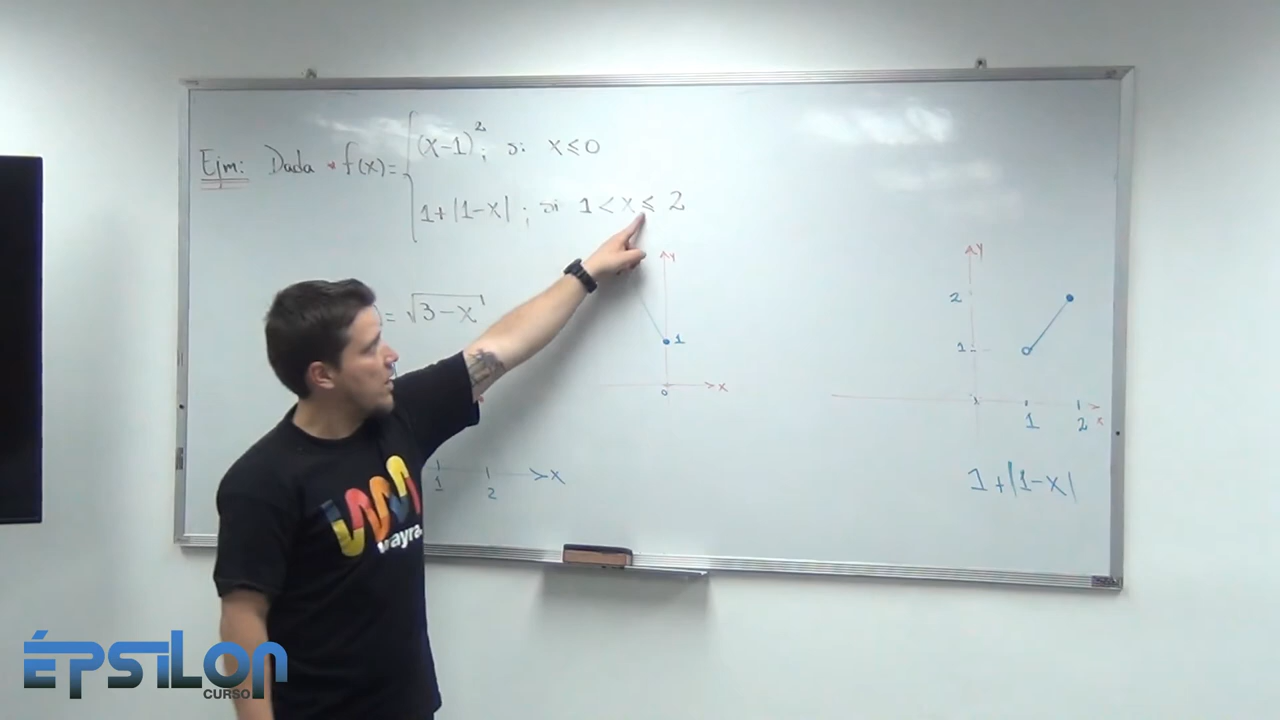 (x-1)²; si x≤0
Ejm: Dada * f(x)=
1+|1-x| ; si 1<x≤2
= √3-x
y
1
0
x
y
2
1
1
2
x
1
2
x
1+|1-x|
wayra
ÉPSILON
CURSO